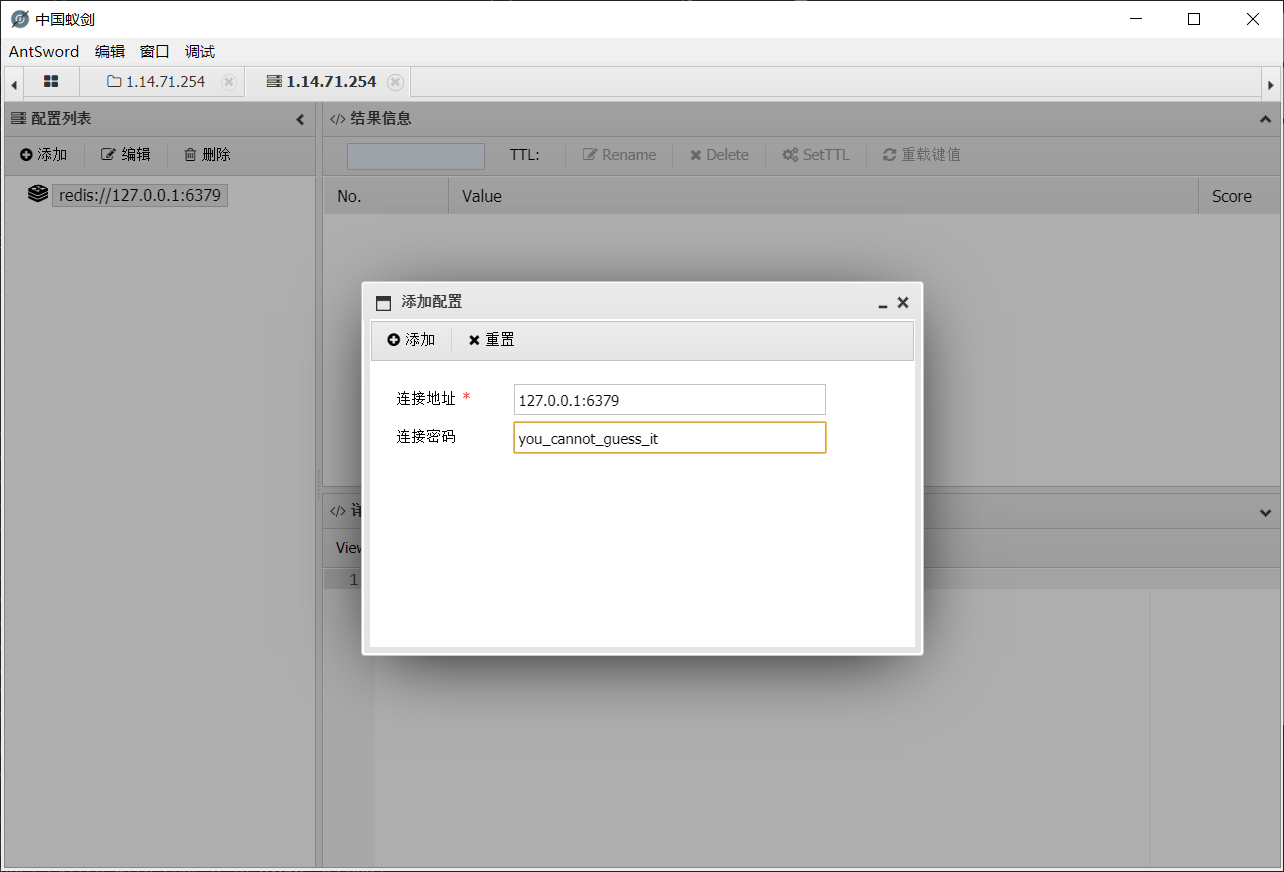 中国蚁剑
AntSword 编辑 窗口 调试
1.14.71.254 1.14.71.254
配置列表
添加 编辑 删除
redis://127.0.0.1:6379
</> 结果信息
TTL: Rename Delete SetTTL 重载键值
No. Value Score
添加配置
添加 重置
连接地址 * 127.0.0.1:6379
连接密码 you_cannot_guess_it
</>
View
1